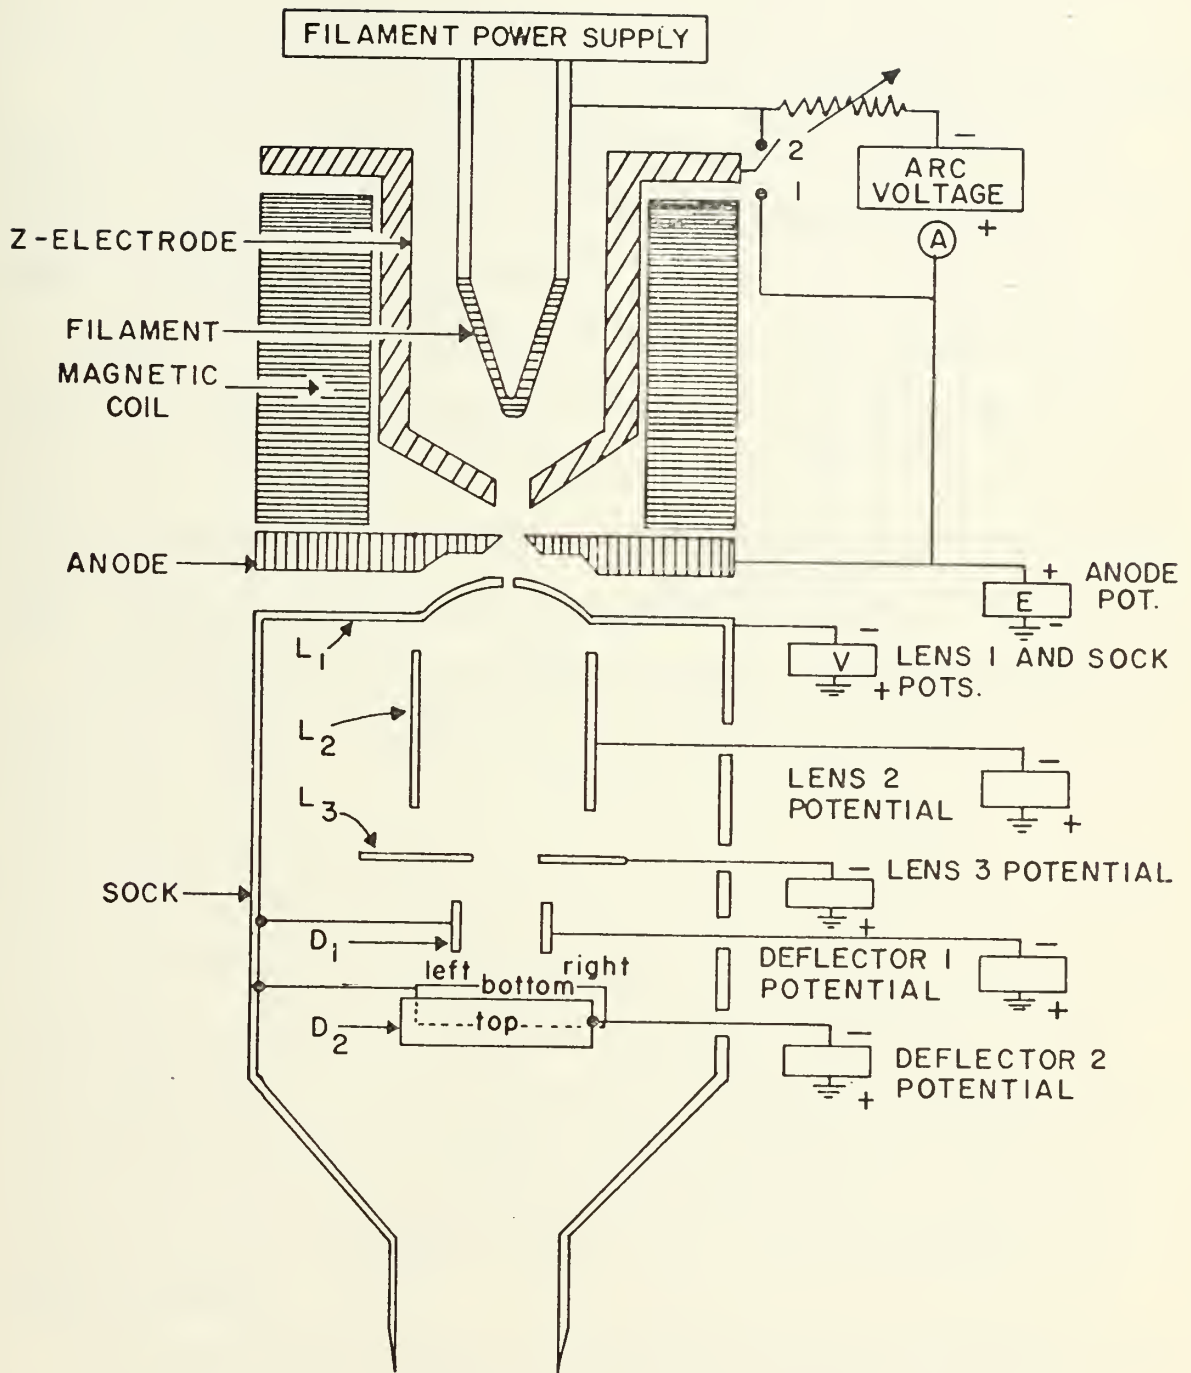 FILAMENT POWER SUPPLY
2
1
-
ARC
VOLTAGE
+
A
Z-ELECTRODE
FILAMENT
MAGNETIC
COIL
ANODE
+ ANODE
POT.
E
-
L1
-
V
+
LENS 1 AND SOCK
POTS.
L2
-
LENS 2
POTENTIAL
+
L3
-
LENS 3 POTENTIAL
+
SOCK
D1
-
DEFLECTOR 1
POTENTIAL
+
left
right
bottom
top
D2
-
DEFLECTOR 2
POTENTIAL
+